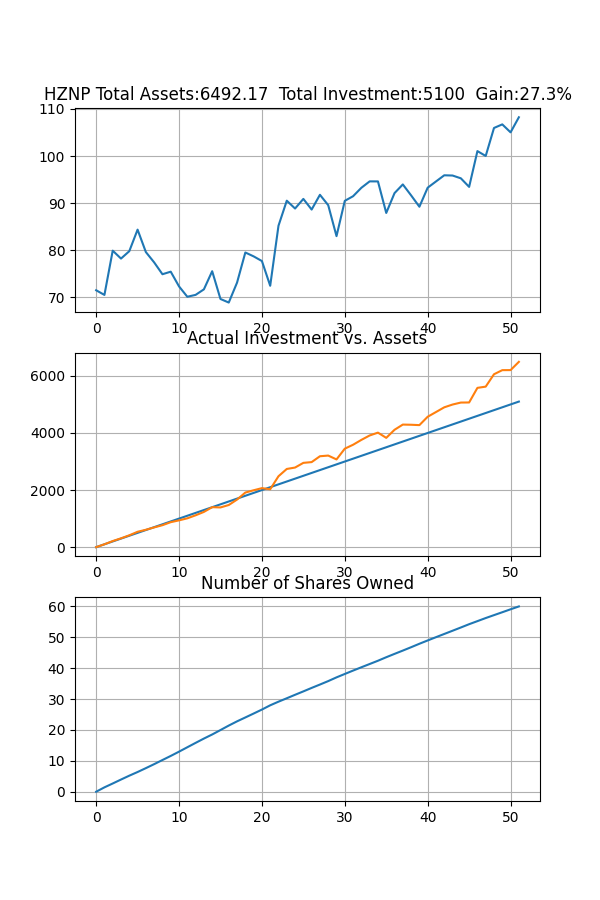 HZNP Total Assets:6492.17  Total Investment:5100  Gain:27.3%
110
100
90
80
70
0 10 20 30 40 50
Actual Investment vs. Assets
6000
4000
2000
0
0 10 20 30 40 50
Number of Shares Owned
60
50
40
30
20
10
0
0 10 20 30 40 50